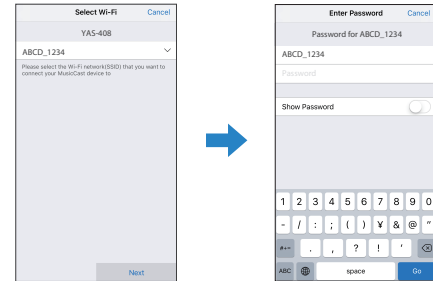 Select Wi-Fi Cancel
YAS-408
ABCD_1234
Please select the Wi-Fi network(SSID) that you want to
connect your MusicCast device to
Next
Enter Password Cancel
Password for ABCD_1234
ABCD_1234
Password
Show Password
1 2 3 4 5 6 7 8 9 0
- / : ; ( ) ¥ & @ "
#+= . , ? ! '
ABC space Go